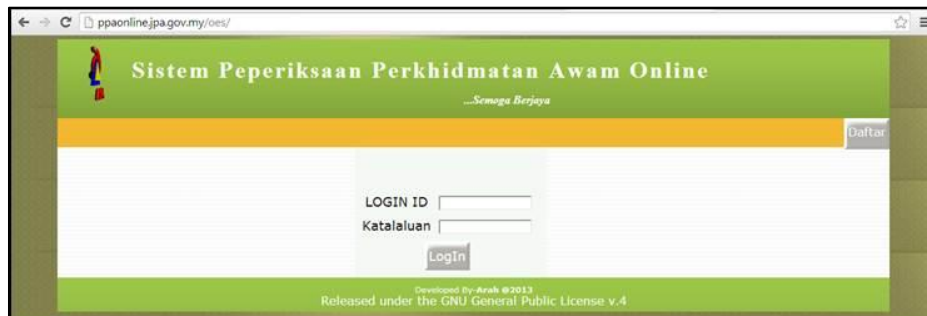 ppaonline.jpa.gov.my/oes/
Sistem Peperiksaan Perkhidmatan Awam Online
...Semoga Berjaya
Daftar
LOGIN ID
Katalaluan
LogIn
Developed By-Arah @2013
Released under the GNU General Public License v.4